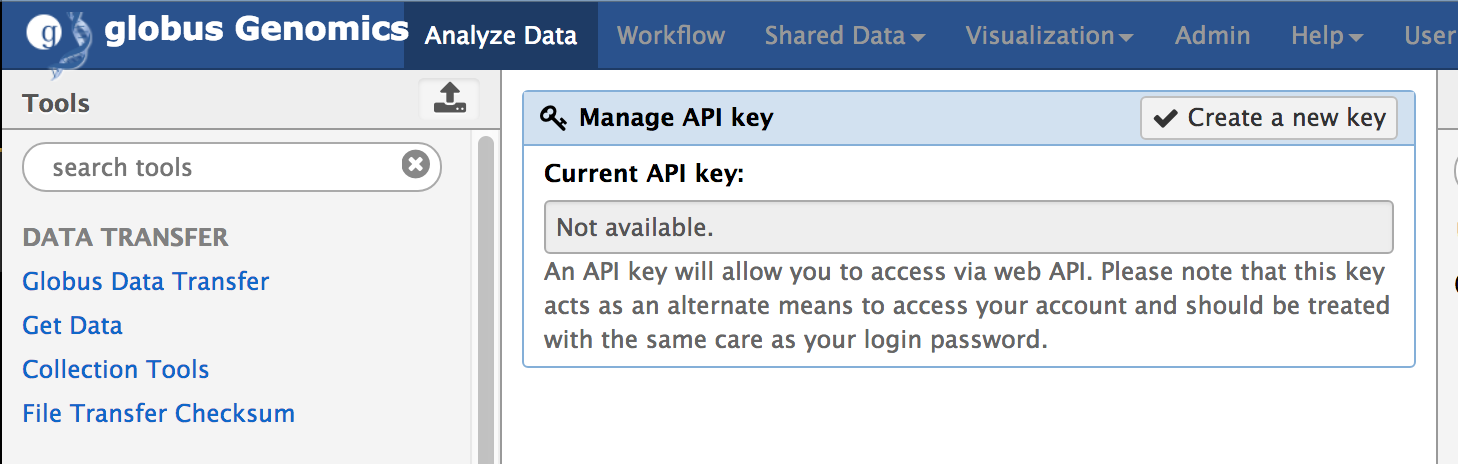 g globus Genomics Analyze Data Workflow Shared Data Visualization Admin Help User
Tools
search tools
DATA TRANSFER
Globus Data Transfer
Get Data
Collection Tools
File Transfer Checksum
Manage API key
Create a new key
Current API key:
Not available.
An API key will allow you to access via web API. Please note that this key
acts as an alternate means to access your account and should be treated
with the same care as your login password.